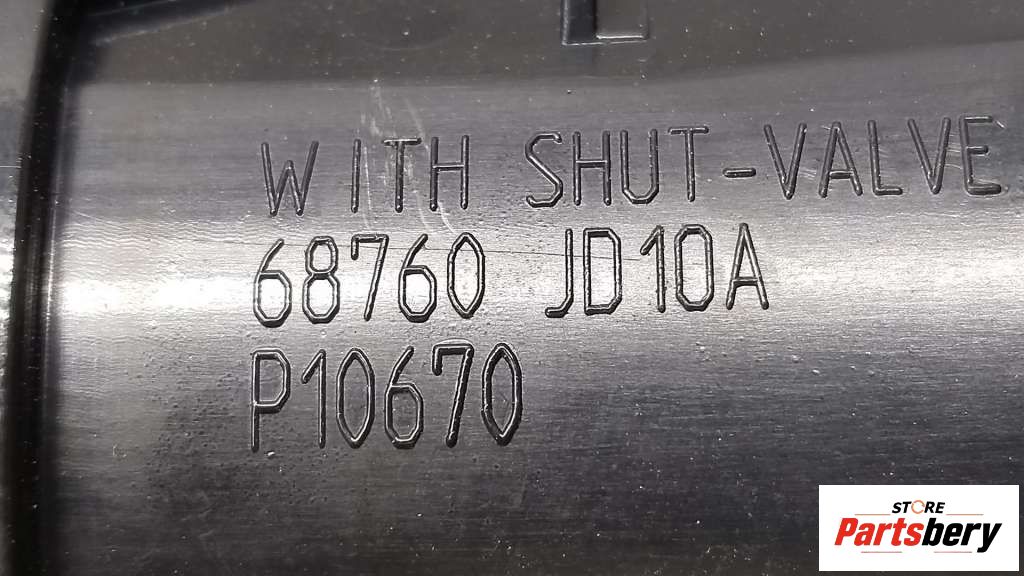 WITH SHUT-VALVE
68760 JD10A
P10670
STORE
Partsbery